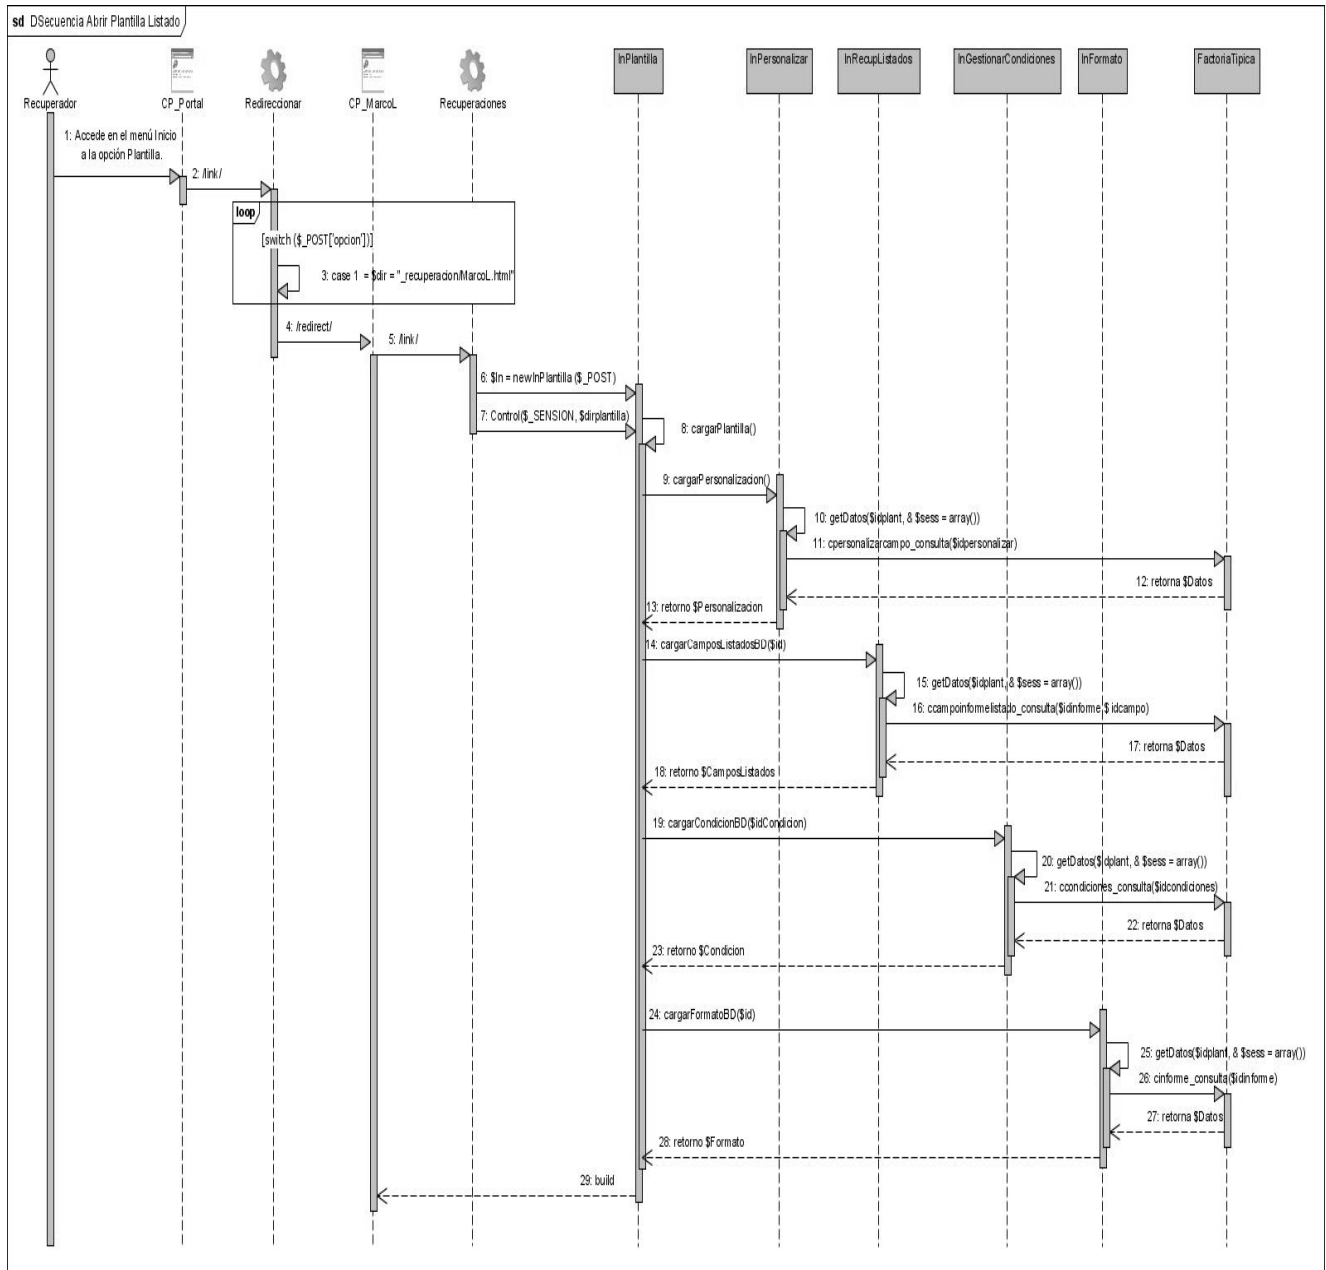 sd DSecuencia Abrir Plantilla Listado
Recuperador
CP_Portal
Redireccionar
CP_MarcoL
Recuperaciones
InPlantilla
InPersonalizar
InRecupListados
InGestionarCondiciones
InFormato
FactoriaTipica
1: Accede en el menú Inicio
a la opción Plantilla.
2: /link/
loop
[switch ($_POST['opcion'])]
3: case 1 = $dir = "_recuperacion/MarcoL.html"
4: /redirect/
5: /link/
6: $In = newInPlantilla ($_POST)
7: Control($_SENSION, $dirplantilla)
8: cargarPlantilla()
9: cargarPersonalizacion()
10: getDatos($idplant, & $sess = array())
11: cpersonalizarcampo_consulta($idpersonalizar)
12: retorna $Datos
13: retorno $Personalizacion
14: cargarCamposListadosBD($id)
15: getDatos($idplant, & $sess = array())
16: ccampoinformelistado_consulta($idinforme,$ idcampo)
17: retorna $Datos
18: retorno $CamposListados
19: cargarCondicionBD($idCondicion)
20: getDatos($idplant, & $sess = array())
21: ccondiciones_consulta($idcondiciones)
22: retorna $Datos
23: retorno $Condicion
24: cargarFormatoBD($id)
25: getDatos($idplant, & $sess = array())
26: cinforme_consulta($idinforme)
27: retorna $Datos
28: retorno $Formato
29: build